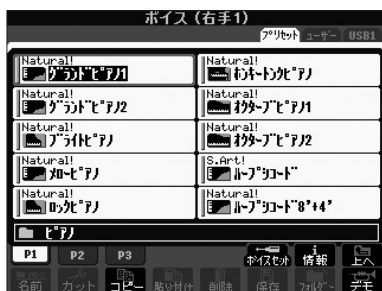 ボイス (右手1)
プリセット ユーザー USB1
Natural!
グランドピアノ1
Natural!
ホンキートンクピアノ
Natural!
グランドピアノ2
Natural!
オクターブピアノ1
Natural!
ブライトピアノ
Natural!
オクターブピアノ2
Natural!
メローピアノ
S.Art!
ハープシコード
Natural!
ロックピアノ
Natural!
ハープシコード8'+4'
ピアノ
P1 P2 P3
ボイスセット 情報 上へ
名前 カット コピー 貼り付け 削除 保存 フォルダー デモ